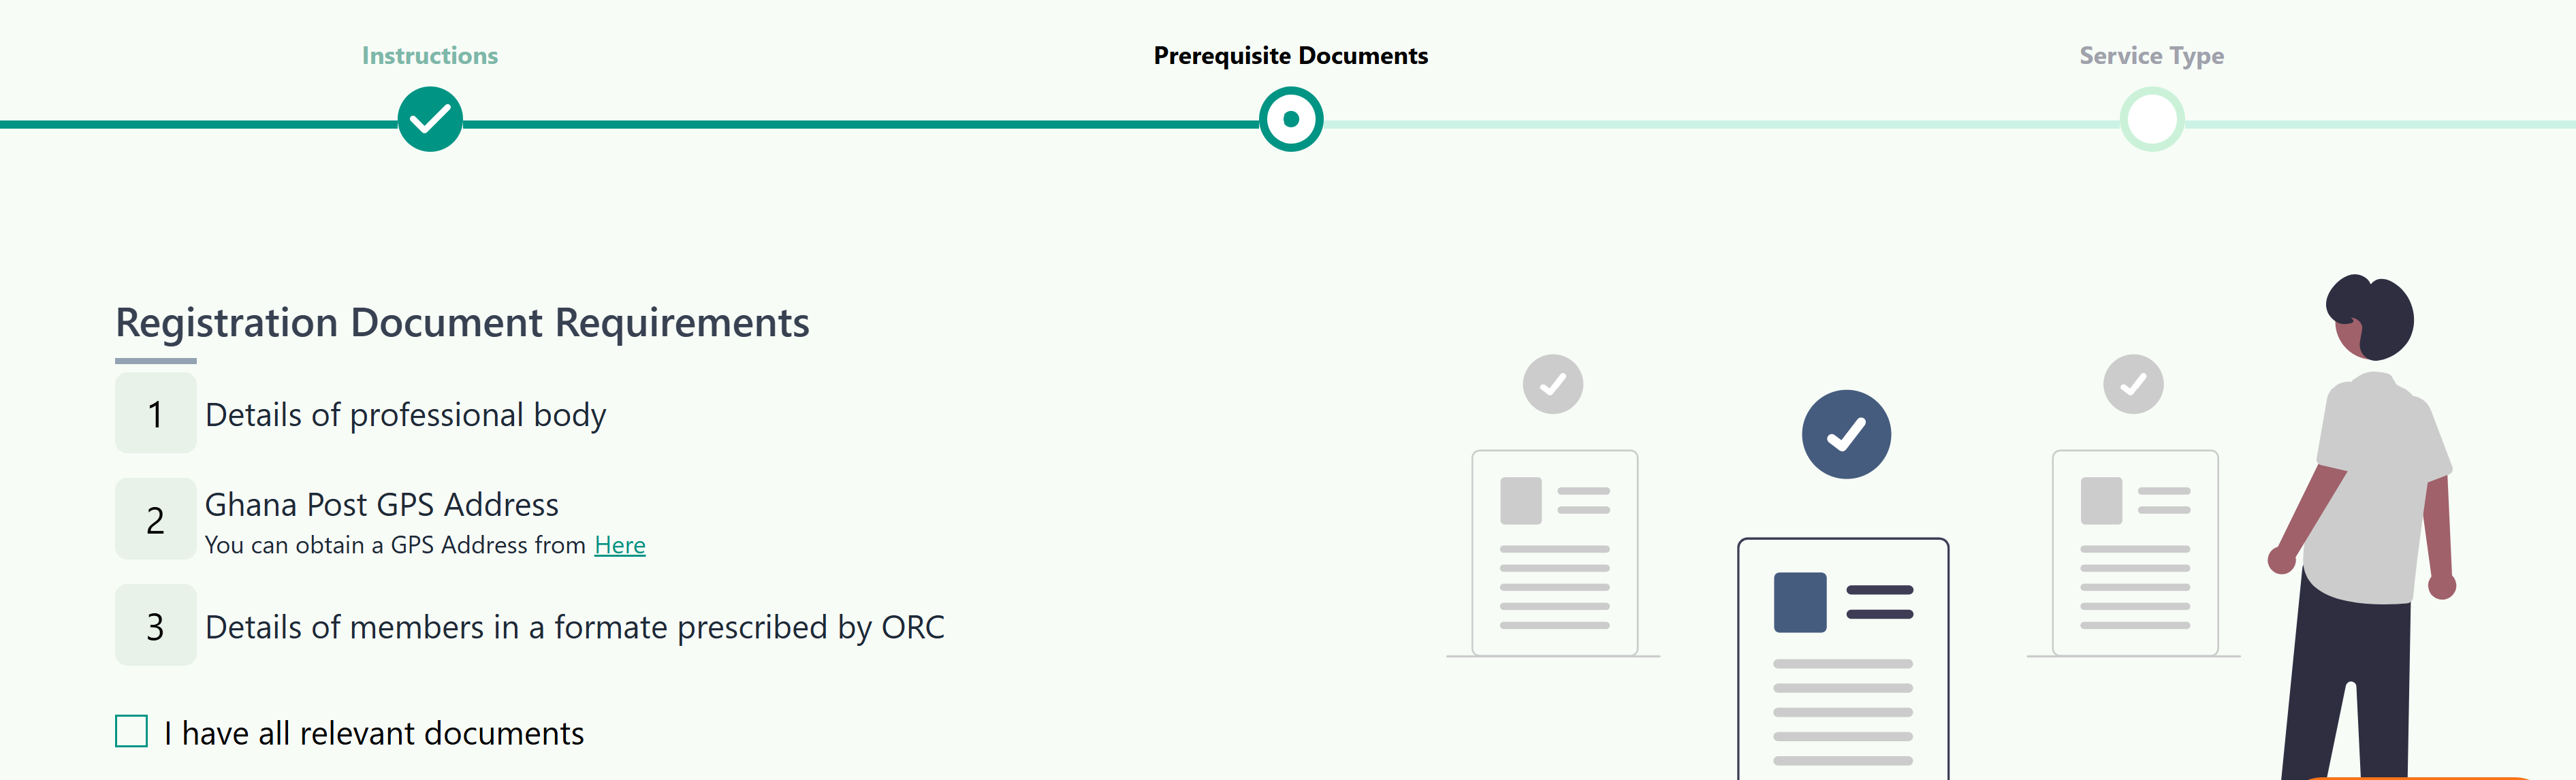 Instructions
Prerequisite Documents
Service Type
Registration Document Requirements
1 Details of professional body
2 Ghana Post GPS Address
You can obtain a GPS Address from Here
3 Details of members in a formate prescribed by ORC
I have all relevant documents